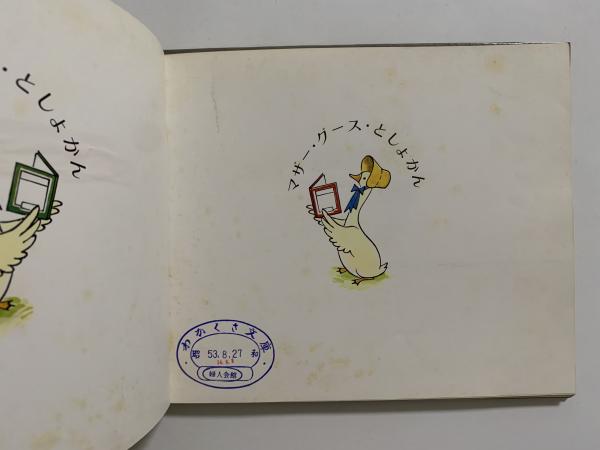 ・としょかん
マザー・グース・としょかん
・わかくさ文庫・
昭 53.8.27 和
婦人会館